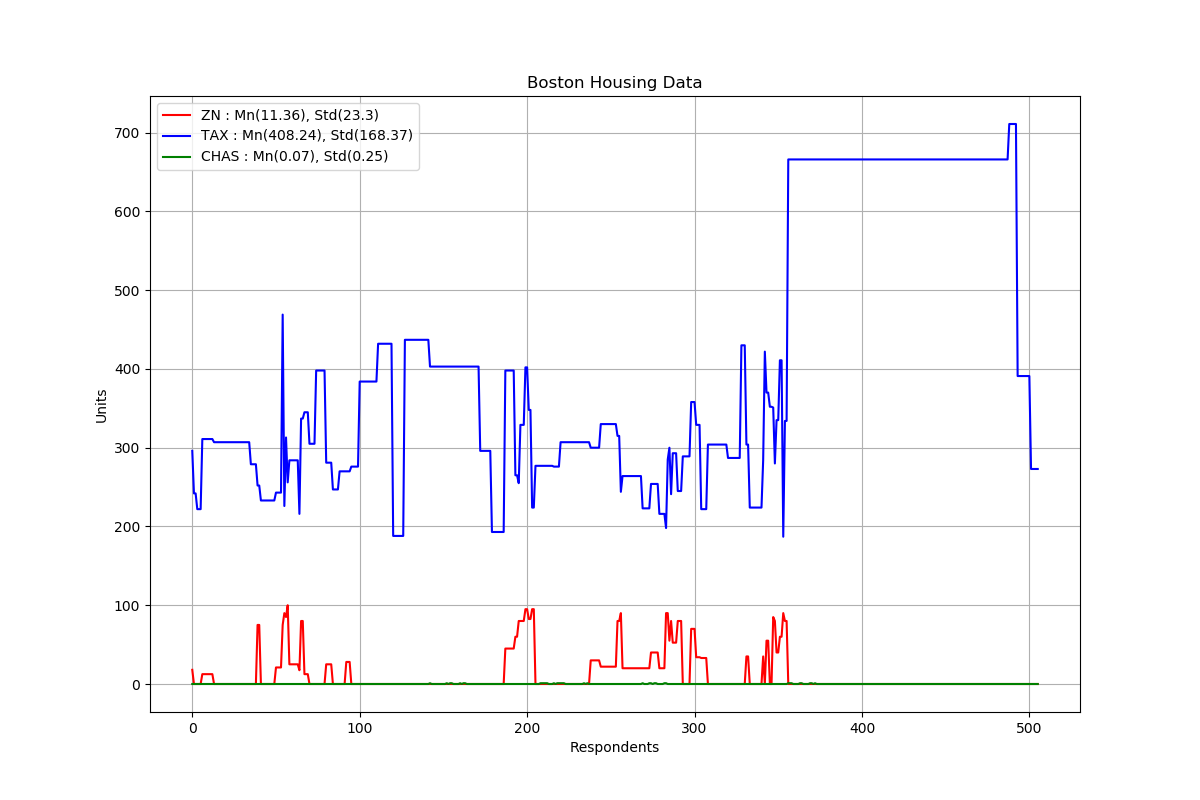 Boston Housing Data
ZN : Mn(11.36), Std(23.3)
TAX : Mn(408.24), Std(168.37)
CHAS : Mn(0.07), Std(0.25)
700
600
500
400
300
200
100
0
Units
0 100 200 300 400 500
Respondents